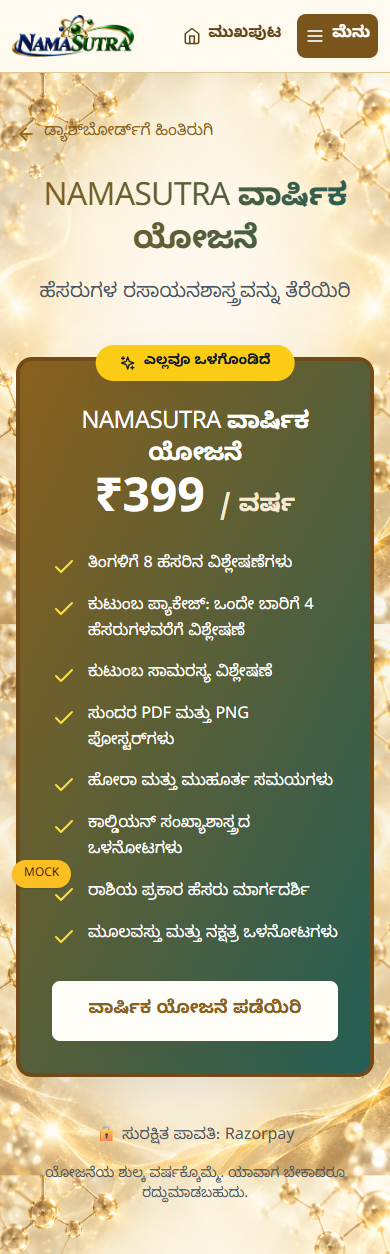 NAMASUTRA
ಮುಖಪುಟ
ಮೆನು
ಡ್ಯಾಶ್‌ಬೋರ್ಡ್‌ಗೆ ಹಿಂತಿರುಗಿ
NAMASUTRA ವಾರ್ಷಿಕ
ಯೋಜನೆ
ಹೆಸರುಗಳ ರಸಾಯನಶಾಸ್ತ್ರವನ್ನು ತೆರೆಯಿರಿ
ಎಲ್ಲವೂ ಒಳಗೊಂಡಿದೆ
NAMASUTRA ವಾರ್ಷಿಕ
ಯೋಜನೆ
₹399 / ವರ್ಷ
ತಿಂಗಳಿಗೆ 8 ಹೆಸರಿನ ವಿಶ್ಲೇಷಣೆಗಳು
ಕುಟುಂಬ ಪ್ಯಾಕೇಜ್: ಒಂದೇ ಬಾರಿಗೆ 4
ಹೆಸರುಗಳವರೆಗೆ ವಿಶ್ಲೇಷಣೆ
ಕುಟುಂಬ ಸಾಮರಸ್ಯ ವಿಶ್ಲೇಷಣೆ
ಸುಂದರ PDF ಮತ್ತು PNG
ಪೋಸ್ಟರ್‌ಗಳು
ಹೋರಾ ಮತ್ತು ಮುಹೂರ್ತ ಸಮಯಗಳು
ಕಾಲ್ಡಿಯನ್ ಸಂಖ್ಯಾಶಾಸ್ತ್ರದ
ಒಳನೋಟಗಳು
MOCK
ರಾಶಿಯ ಪ್ರಕಾರ ಹೆಸರು ಮಾರ್ಗದರ್ಶಿ
ಮೂಲವಸ್ತು ಮತ್ತು ನಕ್ಷತ್ರ ಒಳನೋಟಗಳು
ವಾರ್ಷಿಕ ಯೋಜನೆ ಪಡೆಯಿರಿ
ಸುರಕ್ಷಿತ ಪಾವತಿ: Razorpay
ಯೋಜನೆಯ ಶುಲ್ಕ ವರ್ಷಕ್ಕೊಮ್ಮೆ. ಯಾವಾಗ ಬೇಕಾದರೂ
ರದ್ದುಮಾಡಬಹುದು.